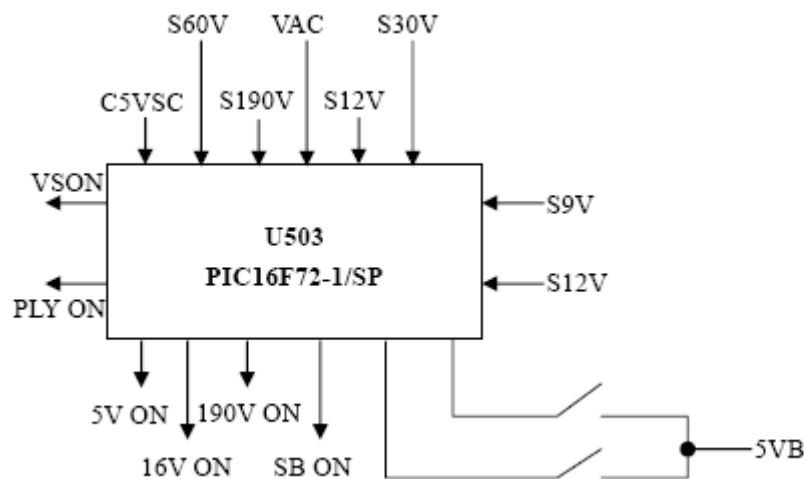 S60V VAC S30V
C5VSC S190V S12V
VSON
U503
S9V
PIC16F72-1/SP
S12V
PLY ON
5V ON 190V ON
16V ON SB ON
5VB